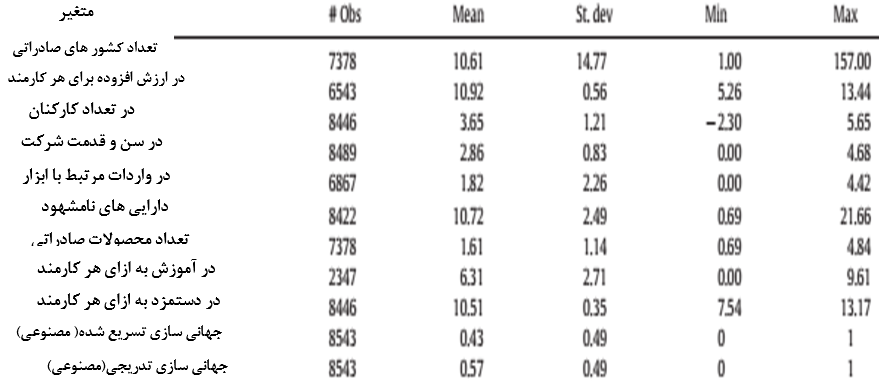 متغیر # Obs Mean St. dev Min Max
تعداد کشور های صادراتی 7378 10.61 14.77 1.00 157.00
در ارزش افزوده برای هر کارمند 6543 10.92 0.56 5.26 13.44
در تعداد کارکنان 8446 3.65 1.21 −2.30 5.65
در سن و قدمت شرکت 8489 2.86 0.83 0.00 4.68
در واردات مرتبط با ابزار 6867 1.82 2.26 0.00 4.42
دارایی های نامشهود 8422 10.72 2.49 0.69 21.66
تعداد محصولات صادراتی 7378 1.61 1.14 0.69 4.84
در آموزش به ازای هر کارمند 2347 6.31 2.71 0.00 9.61
در دستمزد به ازای هر کارمند 8446 10.51 0.35 7.54 13.17
جهانی سازی تسریع شده( مصنوعی) 8543 0.43 0.49 0 1
جهانی سازی تدریجی(مصنوعی) 8543 0.57 0.49 0 1